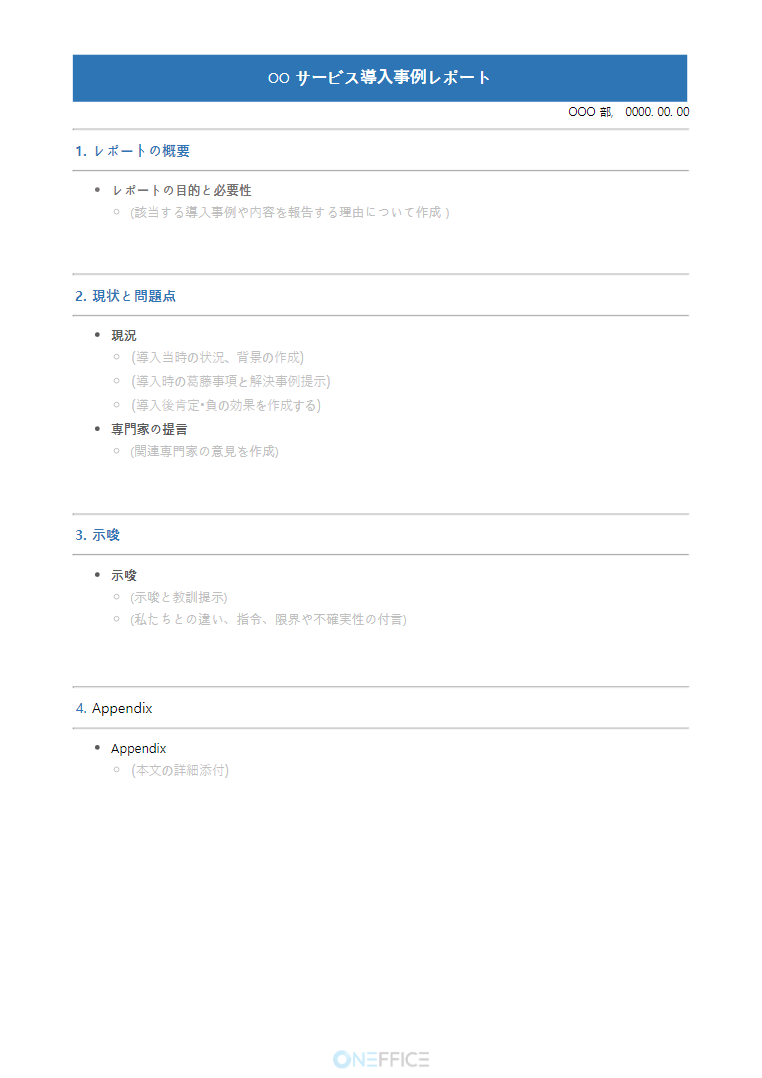 OO サービス導入事例レポート
OOO 部, 0000. 00. 00
1. レポートの概要
• レポートの目的と必要性
○ (該当する導入事例や内容を報告する理由について作成 )
2. 現状と問題点
• 現況
○ (導入当時の状況、背景の作成)
○ (導入時の葛藤事項と解決事例提示)
○ (導入後肯定•負の効果を作成する)
• 専門家の提言
○ (関連専門家の意見を作成)
3. 示唆
• 示唆
○ (示唆と教訓提示)
○ (私たちとの違い、指令、限界や不確実性の付言)
4. Appendix
• Appendix
○ (本文の詳細添付)
ONEFFICE